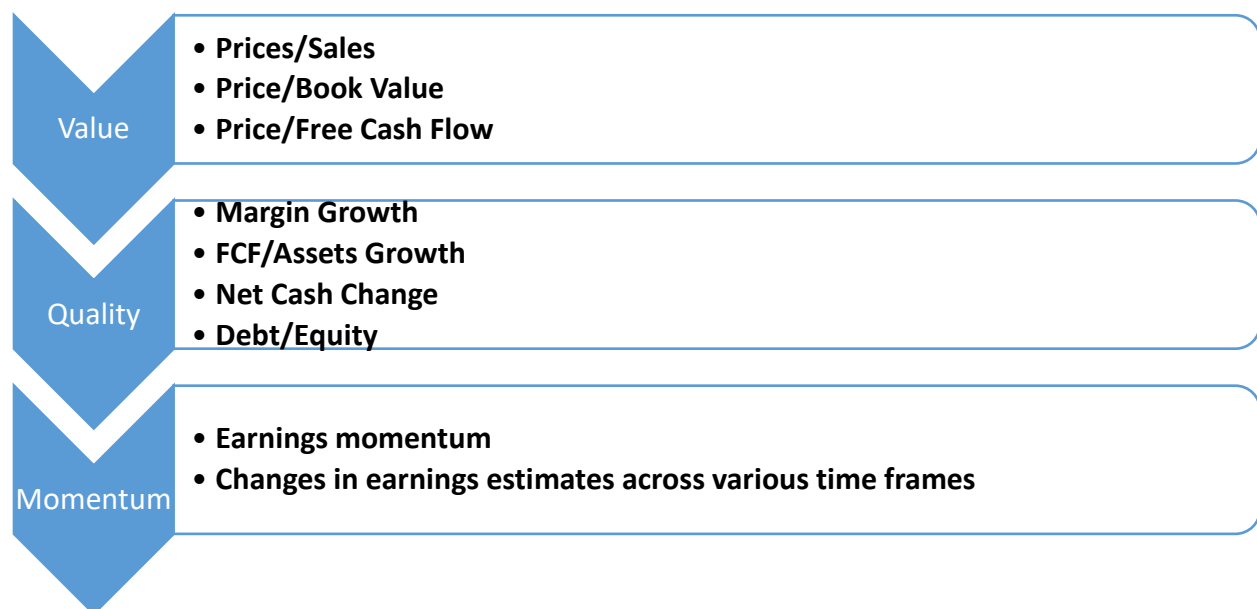 Value
• Prices/Sales
• Price/Book Value
• Price/Free Cash Flow
Quality
• Margin Growth
• FCF/Assets Growth
• Net Cash Change
• Debt/Equity
Momentum
• Earnings momentum
• Changes in earnings estimates across various time frames